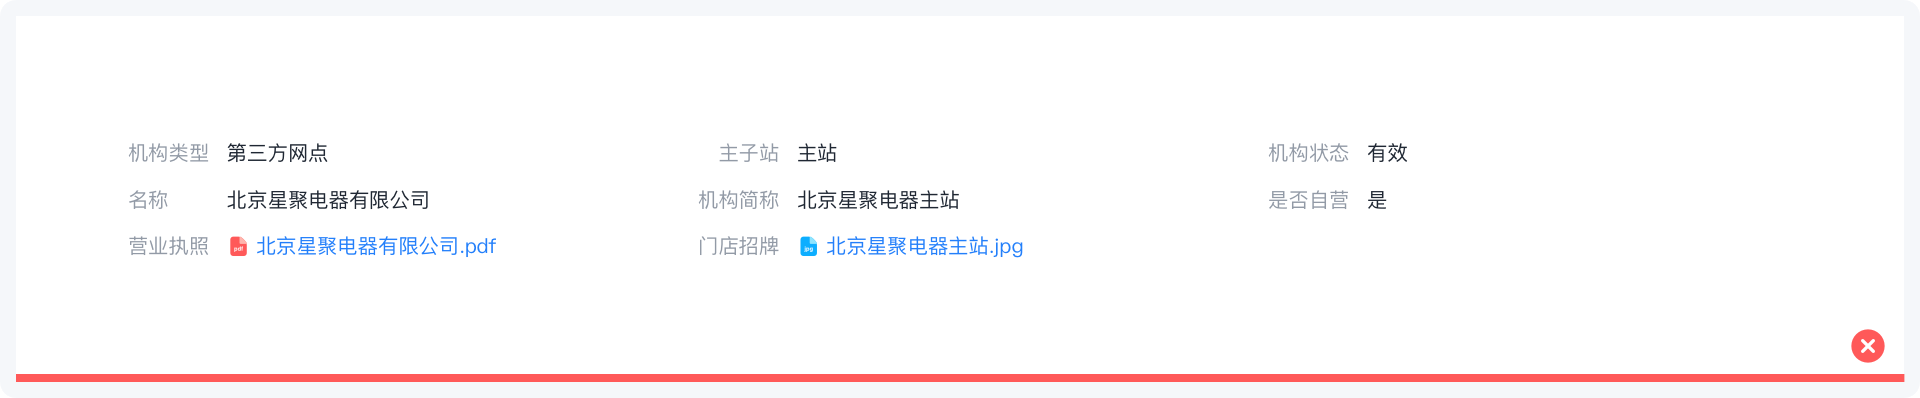 机构类型 第三方网点 主子站 主站 机构状态 有效
名称 北京星聚电器有限公司 机构简称 北京星聚电器主站 是否自营 是
营业执照 pdf 北京星聚电器有限公司.pdf 门店招牌 jpg 北京星聚电器主站.jpg